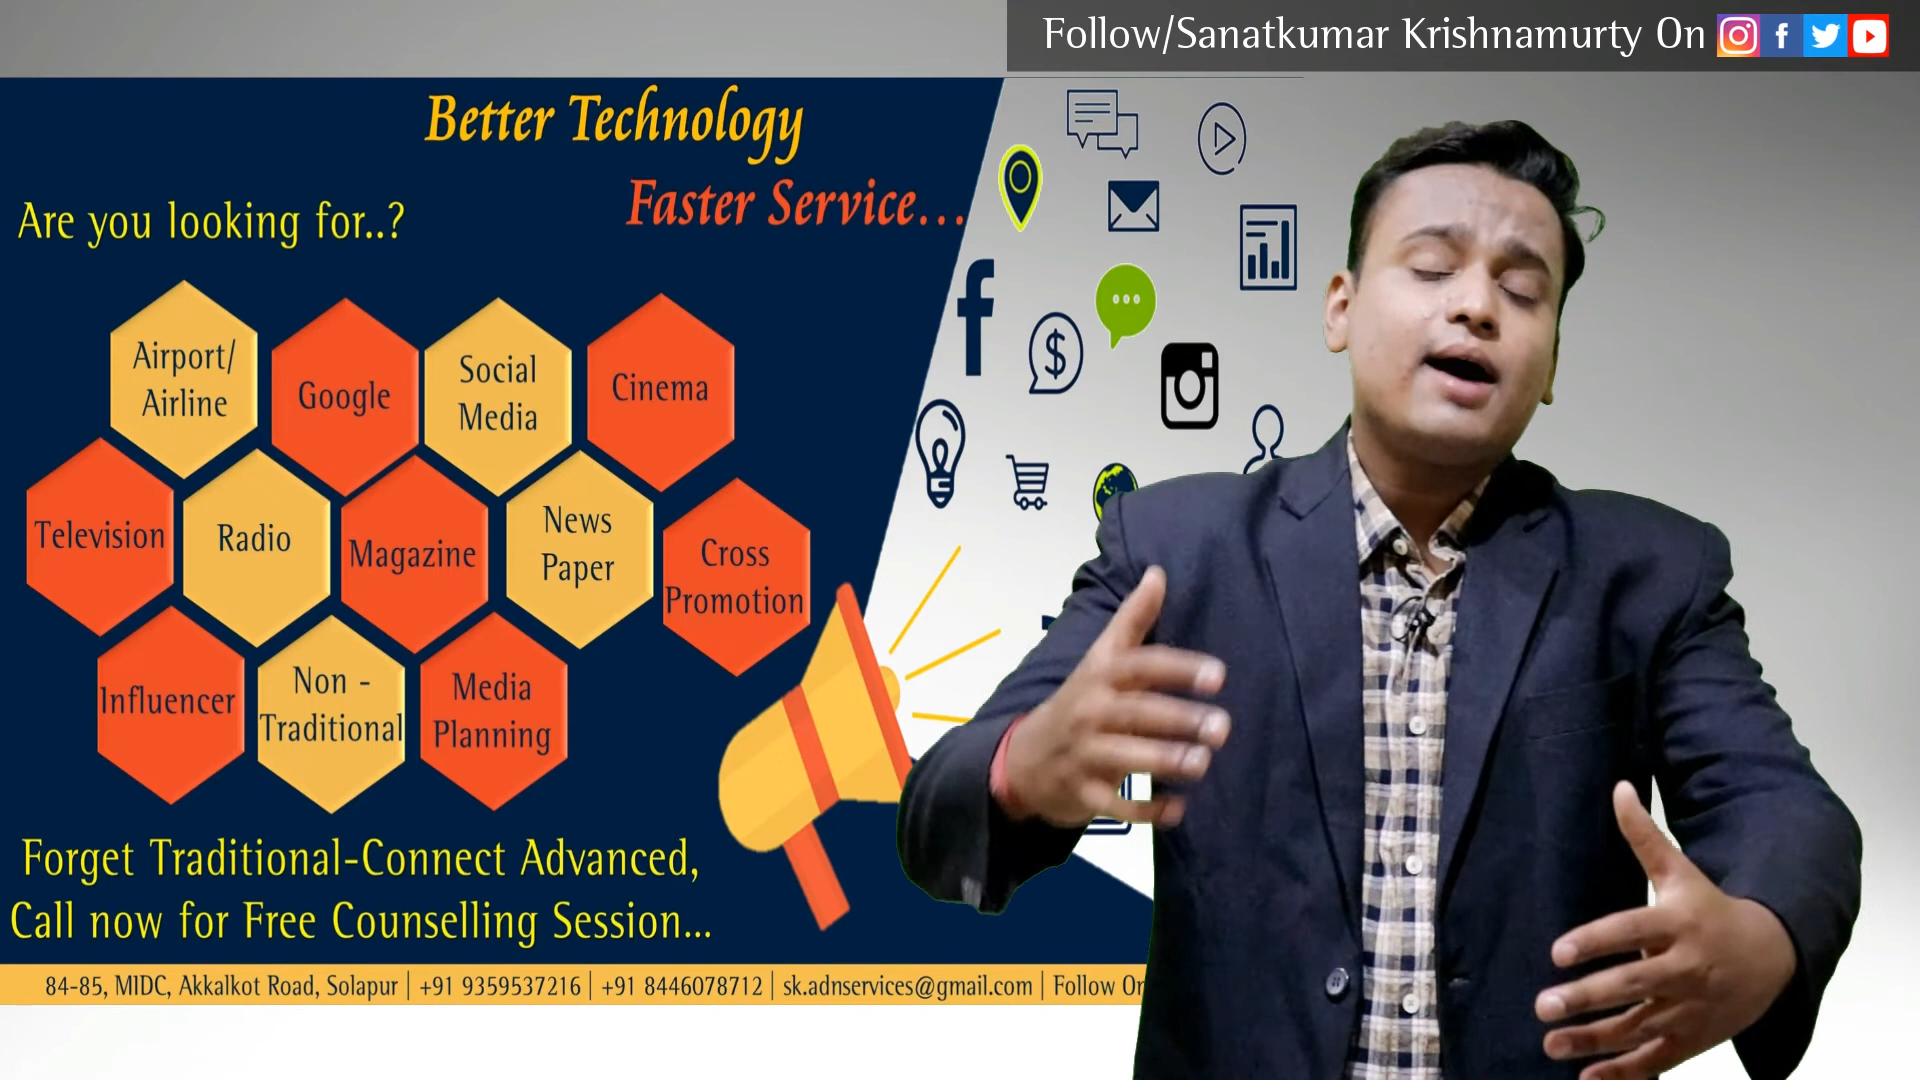 Follow/Sanatkumar Krishnamurty On
Better Technology
Faster Service...
Are you looking for..?
Airport/
Airline
Google
Social
Media
Cinema
Television
Radio
Magazine
News
Paper
Cross
Promotion
Influencer
Non -
Traditional
Media
Planning
Forget Traditional-Connect Advanced,
Call now for Free Counselling Session...
84-85, MIDC, Akkalkot Road, Solapur | +91 9359537216 | +91 8446078712 | sk.adnservices@gmail.com | Follow On